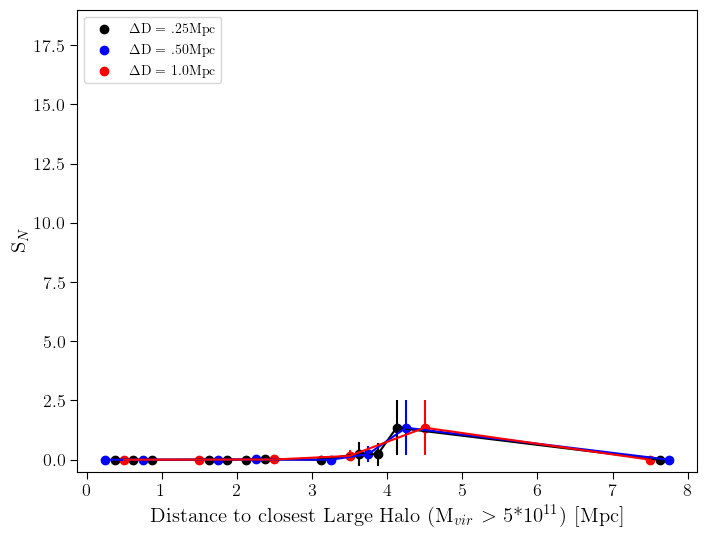 ΔD = .25Mpc
ΔD = .50Mpc
ΔD = 1.0Mpc
17.5
15.0
12.5
10.0
7.5
5.0
2.5
0.0
S_N
0 1 2 3 4 5 6 7 8
Distance to closest Large Halo (M_vir > 5*10^11) [Mpc]